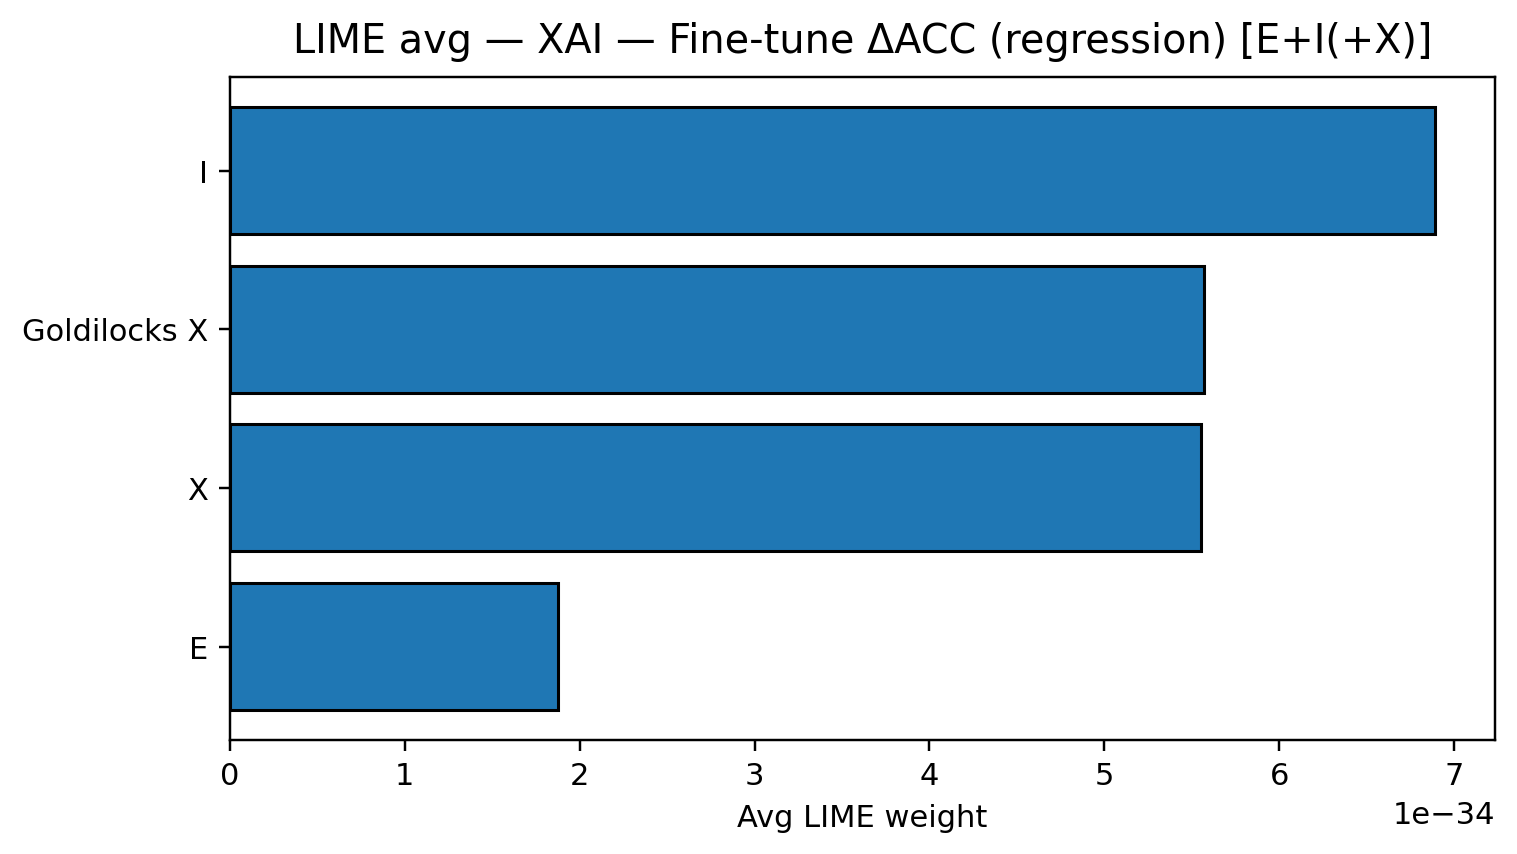 LIME avg — XAI — Fine-tune ΔACC (regression) [E+I(+X)]
I
Goldilocks X
X
E
0 1 2 3 4 5 6 7
1e−34
Avg LIME weight